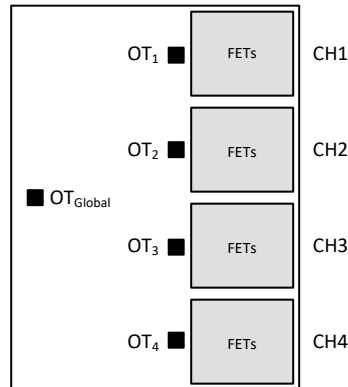 OT1 FETs CH1
OT2 FETs CH2
OTGlobal
OT3 FETs CH3
OT4 FETs CH4